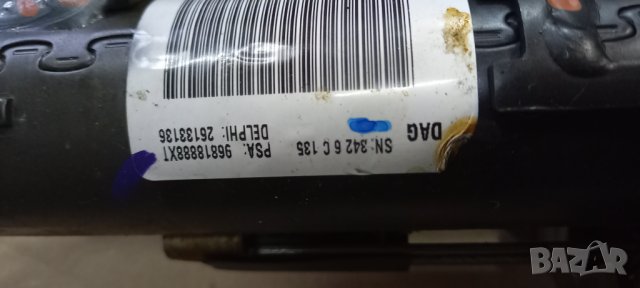 DAG
SN: 342 6 C 135
PSA: 96818888XT
DELPHI: 26133136
BAZAR